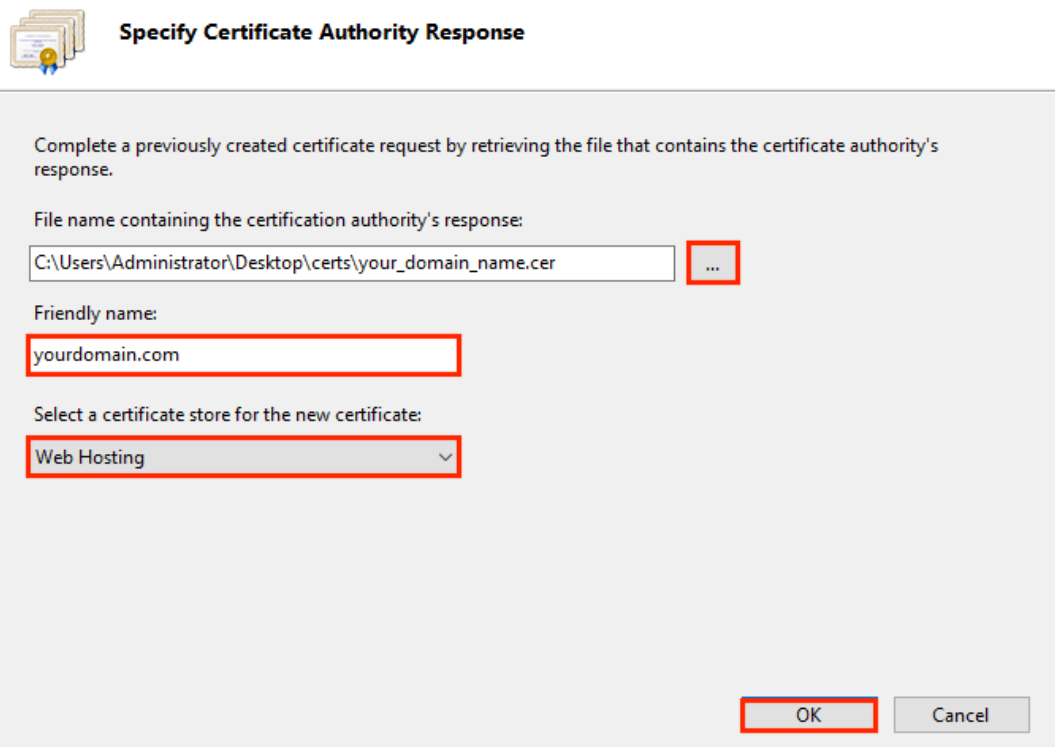 Specify Certificate Authority Response
Complete a previously created certificate request by retrieving the file that contains the certificate authority's
response.
File name containing the certification authority's response:
C:\Users\Administrator\Desktop\certs\your_domain_name.cer
...
Friendly name:
yourdomain.com
Select a certificate store for the new certificate:
Web Hosting
OK
Cancel